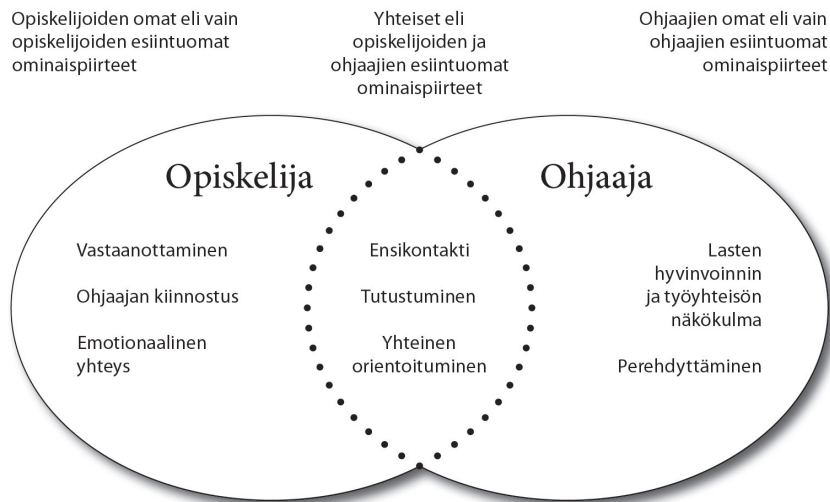 Opiskelijoiden omat eli vain
opiskelijoiden esiintuomat
ominaispiirteet
Yhteiset eli
opiskelijoiden ja
ohjaajien esiintuomat
ominaispiirteet
Ohjaajien omat eli vain
ohjaajien esiintuomat
ominaispiirteet
Opiskelija
Vastaanottaminen
Ohjaajan kiinnostus
Emotionaalinen
yhteys
Ensikontakti
Tutustuminen
Yhteinen
orientoituminen
Ohjaaja
Lasten
hyvinvoinnin
ja työyhteisön
näkökulma
Perehdyttäminen